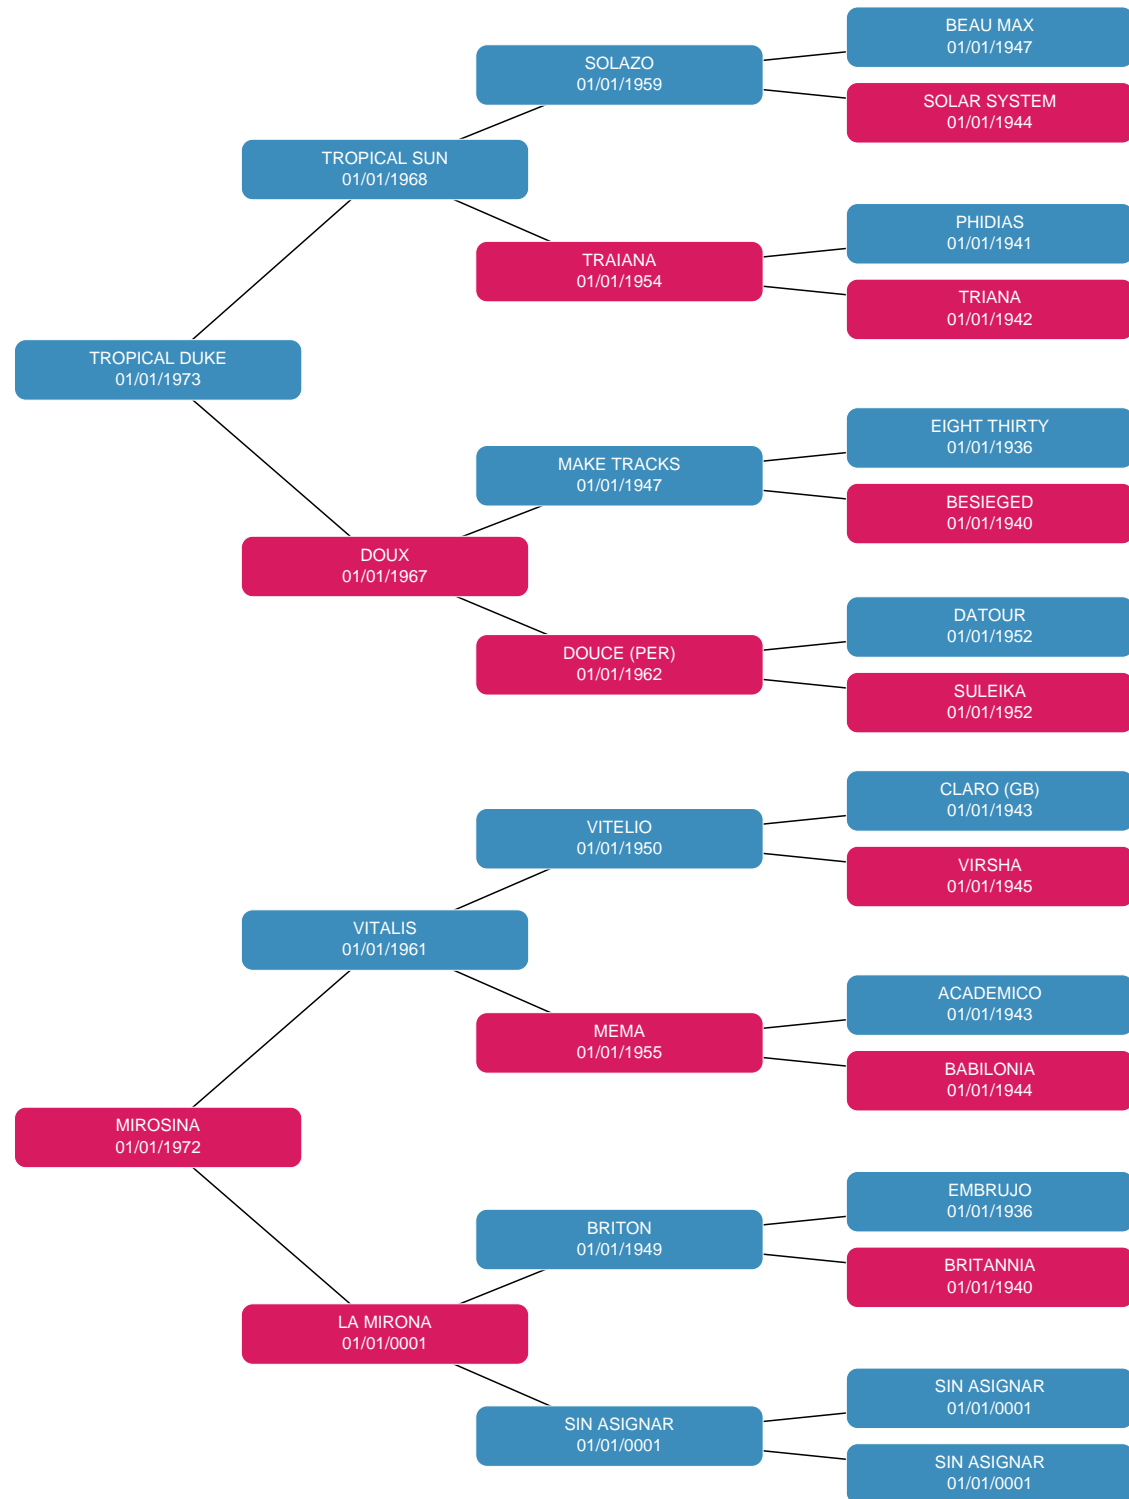 BEAU MAX
01/01/1947
SOLAZO
01/01/1959
SOLAR SYSTEM
01/01/1944
TROPICAL SUN
01/01/1968
PHIDIAS
01/01/1941
TRAIANA
01/01/1954
TRIANA
01/01/1942
TROPICAL DUKE
01/01/1973
EIGHT THIRTY
01/01/1936
MAKE TRACKS
01/01/1947
BESIEGED
01/01/1940
DOUX
01/01/1967
DATOUR
01/01/1952
DOUCE (PER)
01/01/1962
SULEIKA
01/01/1952
CLARO (GB)
01/01/1943
VITELIO
01/01/1950
VIRSHA
01/01/1945
VITALIS
01/01/1961
ACADEMICO
01/01/1943
MEMA
01/01/1955
BABILONIA
01/01/1944
MIROSINA
01/01/1972
EMBRUJO
01/01/1936
BRITON
01/01/1949
BRITANNIA
01/01/1940
LA MIRONA
01/01/0001
SIN ASIGNAR
01/01/0001
SIN ASIGNAR
01/01/0001
SIN ASIGNAR
01/01/0001